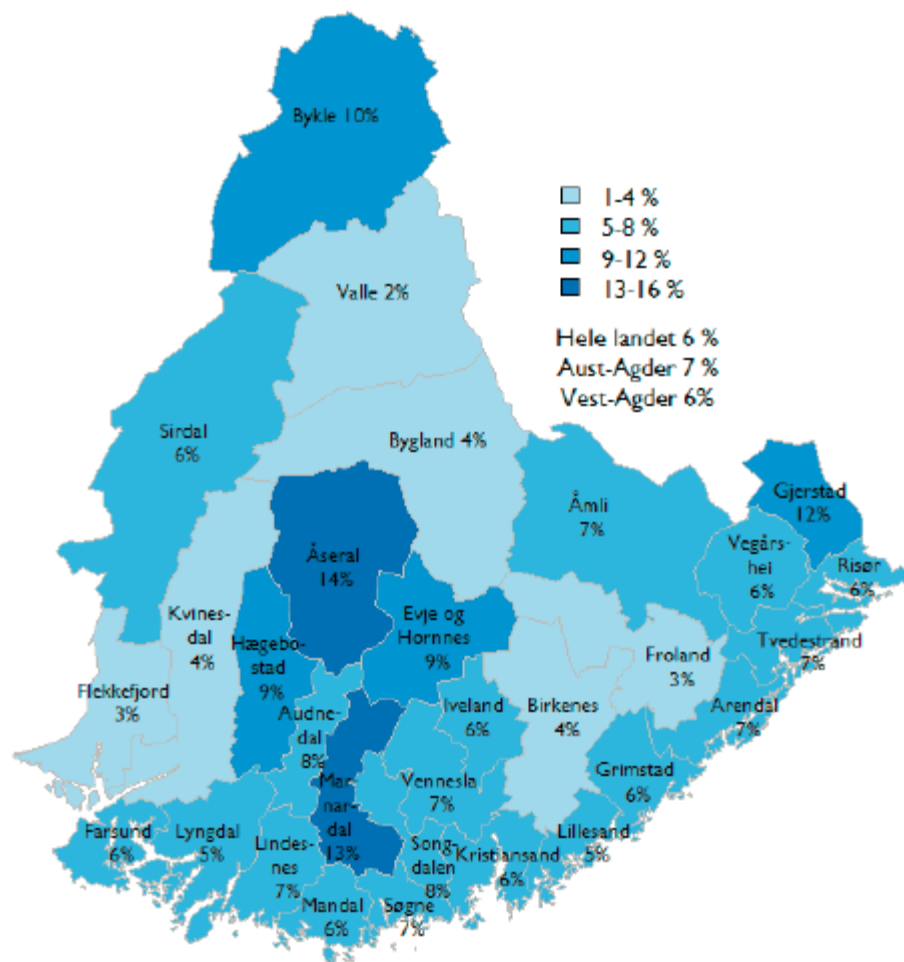 Bykle 10%
1-4 %
5-8 %
9-12 %
13-16 %
Valle 2%
Hele landet 6 %
Aust-Agder 7 %
Vest-Agder 6%
Sirdal
6%
Bygland 4%
Gjerstad
12%
Åmli
7%
Vegårs-
hei
6%
Risør
6%
Åseral
14%
Kvines-
dal
4%
Hægebo-
stad
9%
Evje og
Hornnes
9%
Tvedestrand
7%
Froland
3%
Flekkefjord
3%
Audne-
dal
8%
Iveland
6%
Birkenes
4%
Arendal
7%
Mar-
nar-
dal
13%
Vennesla
7%
Grimstad
6%
Farsund
6%
Lyngdal
5%
Lindes-
nes
7%
Song-
dalen
8%
Kristiansand
6%
Lillesand
5%
Mandal
6%
Søgne
7%